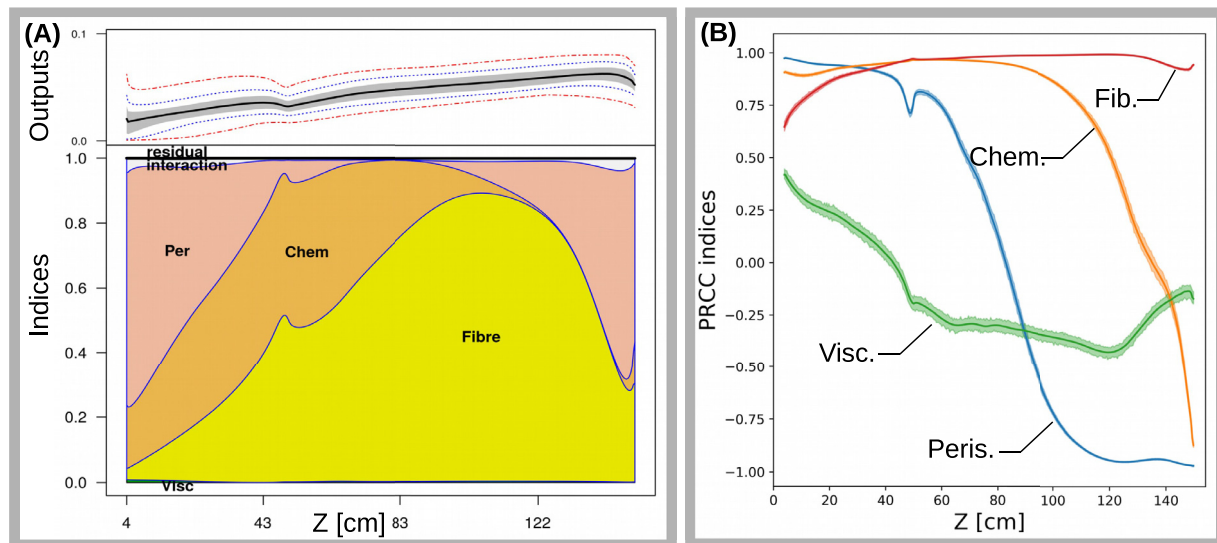 (A)
Outputs
0.1
0.0
1.0
0.8
0.6
0.4
0.2
0.0
Indices
residual
interaction
Per
Chem
Fibre
Visc
4 43 83 122
Z [cm]
(B)
PRCC indices
1.00
0.75
0.50
0.25
0.00
−0.25
−0.50
−0.75
−1.00
Fib.
Chem.
Visc.
Peris.
0 20 40 60 80 100 120 140
Z [cm]